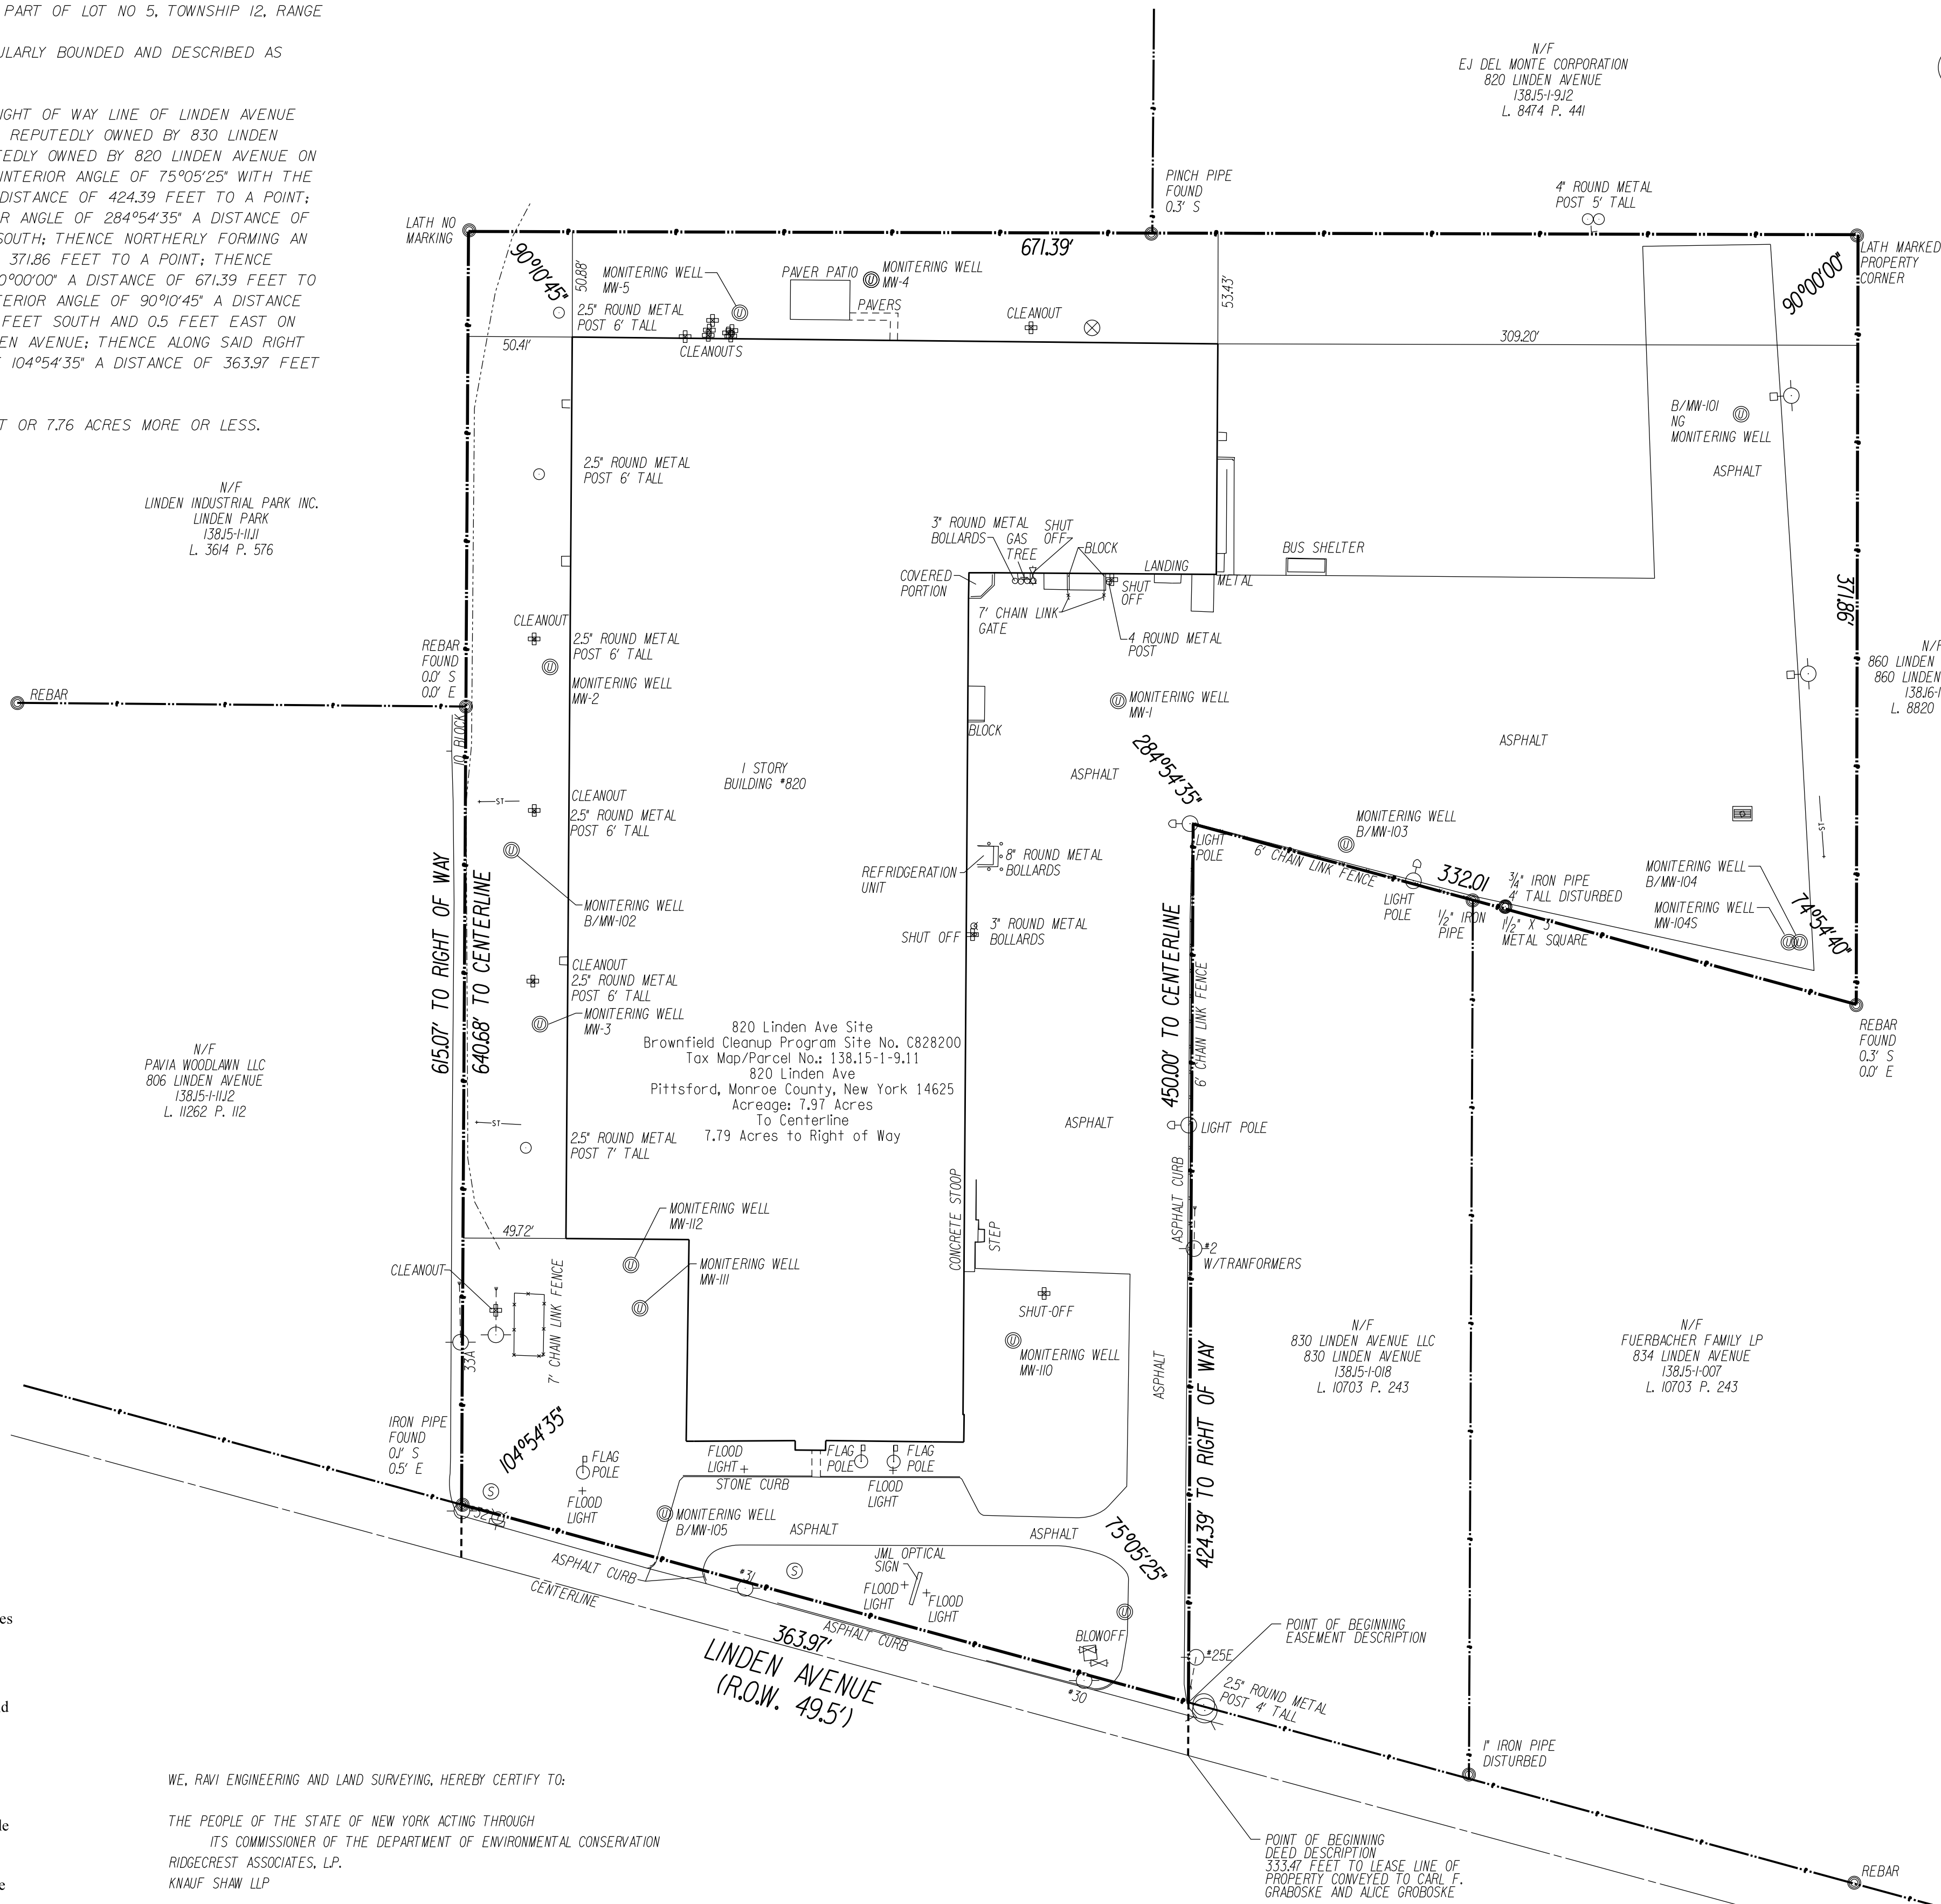 PART OF LOT NO 5, TOWNSHIP 12, RANGE
ULARLY BOUNDED AND DESCRIBED AS
IGHT OF WAY LINE OF LINDEN AVENUE
REPUTEDLY OWNED BY 830 LINDEN
EDLY OWNED BY 820 LINDEN AVENUE ON
INTERIOR ANGLE OF 75°05'25" WITH THE
DISTANCE OF 424.39 FEET TO A POINT;
R ANGLE OF 284°54'35" A DISTANCE OF
SOUTH; THENCE NORTHERLY FORMING AN
371.86 FEET TO A POINT; THENCE
0°00'00" A DISTANCE OF 671.39 FEET TO
TERIOR ANGLE OF 90°10'45" A DISTANCE
FEET SOUTH AND 0.5 FEET EAST ON
EN AVENUE; THENCE ALONG SAID RIGHT
104°54'35" A DISTANCE OF 363.97 FEET
T OR 7.76 ACRES MORE OR LESS.
N/F
EJ DEL MONTE CORPORATION
820 LINDEN AVENUE
138.15-1-9.12
L. 8474 P. 441
PINCH PIPE
FOUND
0.3' S
4" ROUND METAL
POST 5' TALL
LATH NO
MARKING
671.39'
LATH MARKED
PROPERTY
CORNER
90°10'45"
90°00'00"
50.88'
MONITERING WELL
MW-5
PAVER PATIO
MONITERING WELL
MW-4
PAVERS
2.5" ROUND METAL
POST 6' TALL
CLEANOUT
53.43'
CLEANOUTS
50.41'
309.20'
B/MW-101
NG
MONITERING WELL
ASPHALT
2.5" ROUND METAL
POST 6' TALL
N/F
LINDEN INDUSTRIAL PARK INC.
LINDEN PARK
138.15-1-11.11
L. 3614 P. 576
3" ROUND METAL
BOLLARDS
GAS
TREE
SHUT
OFF
BLOCK
LANDING
BUS SHELTER
COVERED
PORTION
SHUT
OFF
METAL
7' CHAIN LINK
GATE
4 ROUND METAL
POST
371.86'
CLEANOUT
2.5" ROUND METAL
POST 6' TALL
REBAR
FOUND
0.0' S
0.0' E
REBAR
MONITERING WELL
MW-2
MONITERING WELL
MW-1
BLOCK
N/F
860 LINDEN
860 LINDEN
138.16-1
L. 8820
10 BLOCK
284°54'35"
ASPHALT
ASPHALT
1 STORY
BUILDING #820
ST
CLEANOUT
2.5" ROUND METAL
POST 6' TALL
LIGHT
POLE
MONITERING WELL
B/MW-103
6' CHAIN LINK FENCE
332.01
ST
REFRIDGERATION
UNIT
8" ROUND METAL
BOLLARDS
LIGHT
POLE
1/2" IRON
PIPE
3/4" IRON PIPE
4' TALL DISTURBED
1 1/2" X 3"
METAL SQUARE
MONITERING WELL
B/MW-104
MONITERING WELL
MW-104S
74°54'40"
615.07' TO RIGHT OF WAY
640.68' TO CENTERLINE
MONITERING WELL
B/MW-102
SHUT OFF
3" ROUND METAL
BOLLARDS
450.00' TO CENTERLINE
6' CHAIN LINK FENCE
CLEANOUT
2.5" ROUND METAL
POST 6' TALL
MONITERING WELL
MW-3
REBAR
FOUND
0.3' S
0.0' E
820 Linden Ave Site
Brownfield Cleanup Program Site No. C828200
Tax Map/Parcel No.: 138.15-1-9.11
820 Linden Ave
Pittsford, Monroe County, New York 14625
Acreage: 7.97 Acres
To Centerline
7.79 Acres to Right of Way
N/F
PAVIA WOODLAWN LLC
806 LINDEN AVENUE
138.15-1-11.12
L. 11262 P. 112
ST
2.5" ROUND METAL
POST 7' TALL
ASPHALT
LIGHT POLE
ASPHALT CURB
CONCRETE STOOP
STEP
MONITERING WELL
MW-112
49.72'
MONITERING WELL
MW-111
#2
W/TRANFORMERS
CLEANOUT
7' CHAIN LINK FENCE
33A
SHUT-OFF
MONITERING WELL
MW-110
ASPHALT
424.39' TO RIGHT OF WAY
N/F
830 LINDEN AVENUE LLC
830 LINDEN AVENUE
138.15-1-018
L. 10703 P. 243
N/F
FUERBACHER FAMILY LP
834 LINDEN AVENUE
138.15-1-007
L. 10703 P. 243
IRON PIPE
FOUND
0.1' S
0.5' E
104°54'35"
FLAG
POLE
FLOOD
LIGHT
FLAG
POLE
FLAG
POLE
STONE CURB
FLOOD
LIGHT
FLOOD
LIGHT
S
MONITERING WELL
B/MW-105
ASPHALT
ASPHALT
75°05'25"
ASPHALT CURB
CENTERLINE
#31
S
JML OPTICAL
SIGN
FLOOD
LIGHT
FLOOD
LIGHT
ASPHALT CURB
363.97'
LINDEN AVENUE
(R.O.W. 49.5')
BLOWOFF
#30
#25E
POINT OF BEGINNING
EASEMENT DESCRIPTION
2.5" ROUND METAL
POST 4' TALL
1" IRON PIPE
DISTURBED
es
d
le
e
WE, RAVI ENGINEERING AND LAND SURVEYING, HEREBY CERTIFY TO:
THE PEOPLE OF THE STATE OF NEW YORK ACTING THROUGH
ITS COMMISSIONER OF THE DEPARTMENT OF ENVIRONMENTAL CONSERVATION
RIDGECREST ASSOCIATES, L.P.
KNAUF SHAW LLP
POINT OF BEGINNING
DEED DESCRIPTION
333.47 FEET TO LEASE LINE OF
PROPERTY CONVEYED TO CARL F.
GRABOSKE AND ALICE GROBOSKE
REBAR